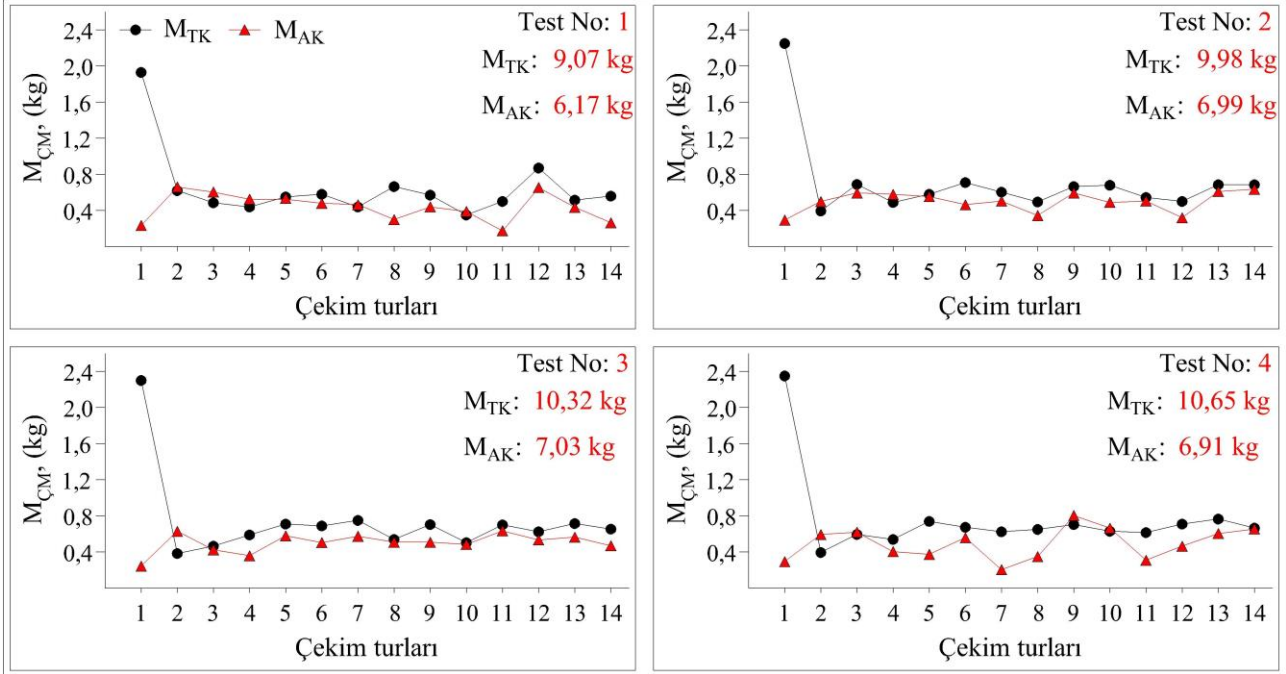 M_TK M_AK
Test No: 1
M_TK: 9,07 kg
M_AK: 6,17 kg
M_ÇM, (kg)
2,4
2,0
1,6
1,2
0,8
0,4
1 2 3 4 5 6 7 8 9 10 11 12 13 14
Çekim turları
Test No: 2
M_TK: 9,98 kg
M_AK: 6,99 kg
M_ÇM, (kg)
2,4
2,0
1,6
1,2
0,8
0,4
1 2 3 4 5 6 7 8 9 10 11 12 13 14
Çekim turları
Test No: 3
M_TK: 10,32 kg
M_AK: 7,03 kg
M_ÇM, (kg)
2,4
2,0
1,6
1,2
0,8
0,4
1 2 3 4 5 6 7 8 9 10 11 12 13 14
Çekim turları
Test No: 4
M_TK: 10,65 kg
M_AK: 6,91 kg
M_ÇM, (kg)
2,4
2,0
1,6
1,2
0,8
0,4
1 2 3 4 5 6 7 8 9 10 11 12 13 14
Çekim turları